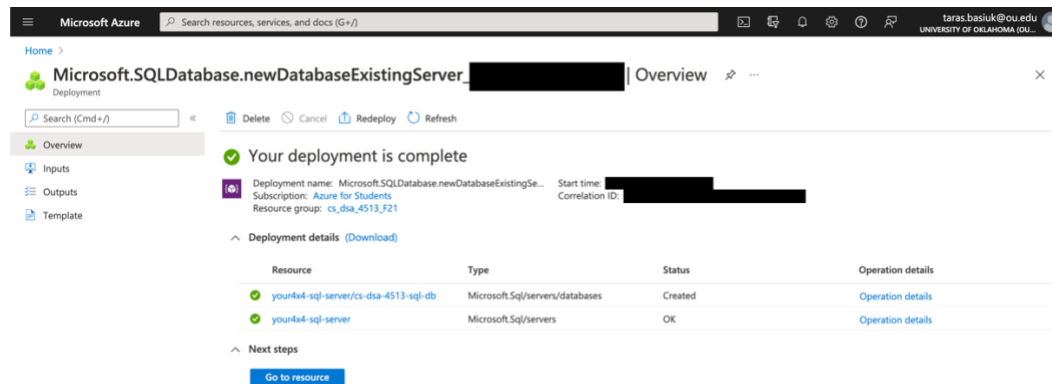 Microsoft Azure
Search resources, services, and docs (G+/)
taras.basiuk@ou.edu
UNIVERSITY OF OKLAHOMA (OU...
Home >
Microsoft.SQLDatabase.newDatabaseExistingServer_ | Overview ...
Deployment
Search (Cmd+/) «
Delete Cancel Redeploy Refresh
Overview
Inputs
Outputs
Template
Your deployment is complete
Deployment name: Microsoft.SQLDatabase.newDatabaseExistingSe... Start time:
Subscription: Azure for Students Correlation ID:
Resource group: cs_dsa_4513_F21
Deployment details (Download)
Resource Type Status Operation details
your4x4-sql-server/cs-dsa-4513-sql-db Microsoft.Sql/servers/databases Created Operation details
your4x4-sql-server Microsoft.Sql/servers OK Operation details
Next steps
Go to resource